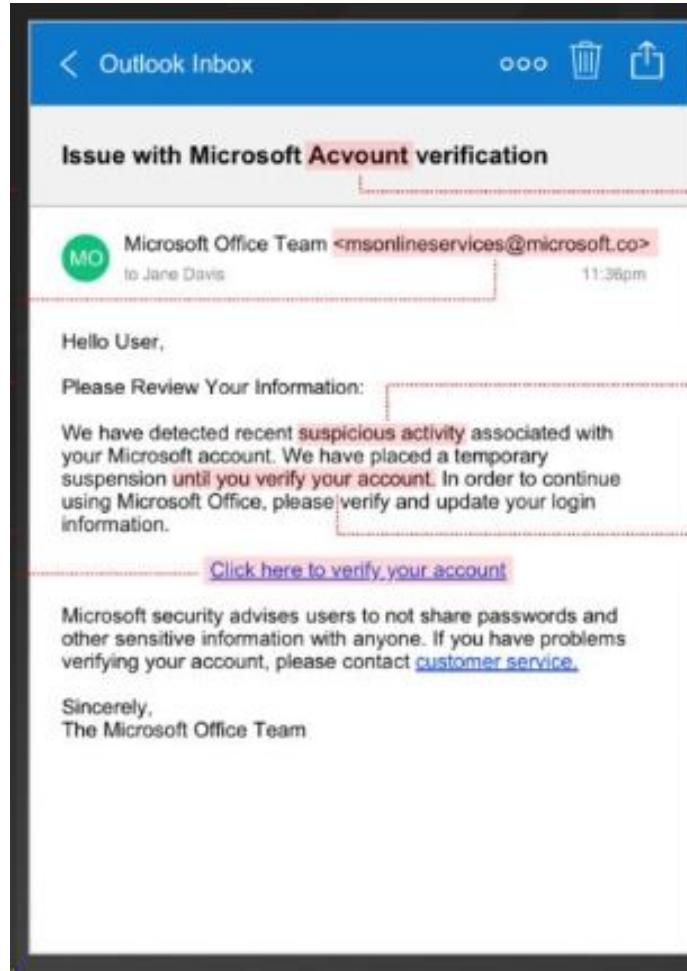 Outlook Inbox
Issue with Microsoft Acvount verification
MO
Microsoft Office Team <msonlineservices@microsoft.co>
to Jane Davis
11:36pm
Hello User,
Please Review Your Information:
We have detected recent suspicious activity associated with
your Microsoft account. We have placed a temporary
suspension until you verify your account. In order to continue
using Microsoft Office, please verify and update your login
information.
Click here to verify your account
Microsoft security advises users to not share passwords and
other sensitive information with anyone. If you have problems
verifying your account, please contact customer service.
Sincerely,
The Microsoft Office Team